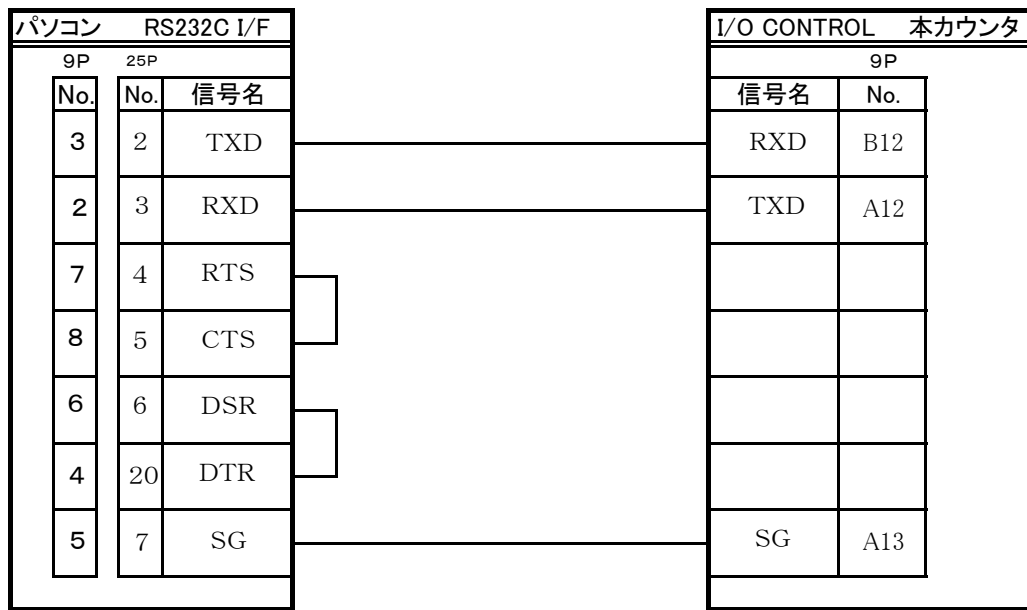 パソコン RS232C I/F I/O CONTROL 本カウンタ
9P 25P 9P
No. No. 信号名 信号名 No.
3 2 TXD RXD B12
2 3 RXD TXD A12
7 4 RTS
8 5 CTS
6 6 DSR
4 20 DTR
5 7 SG SG A13